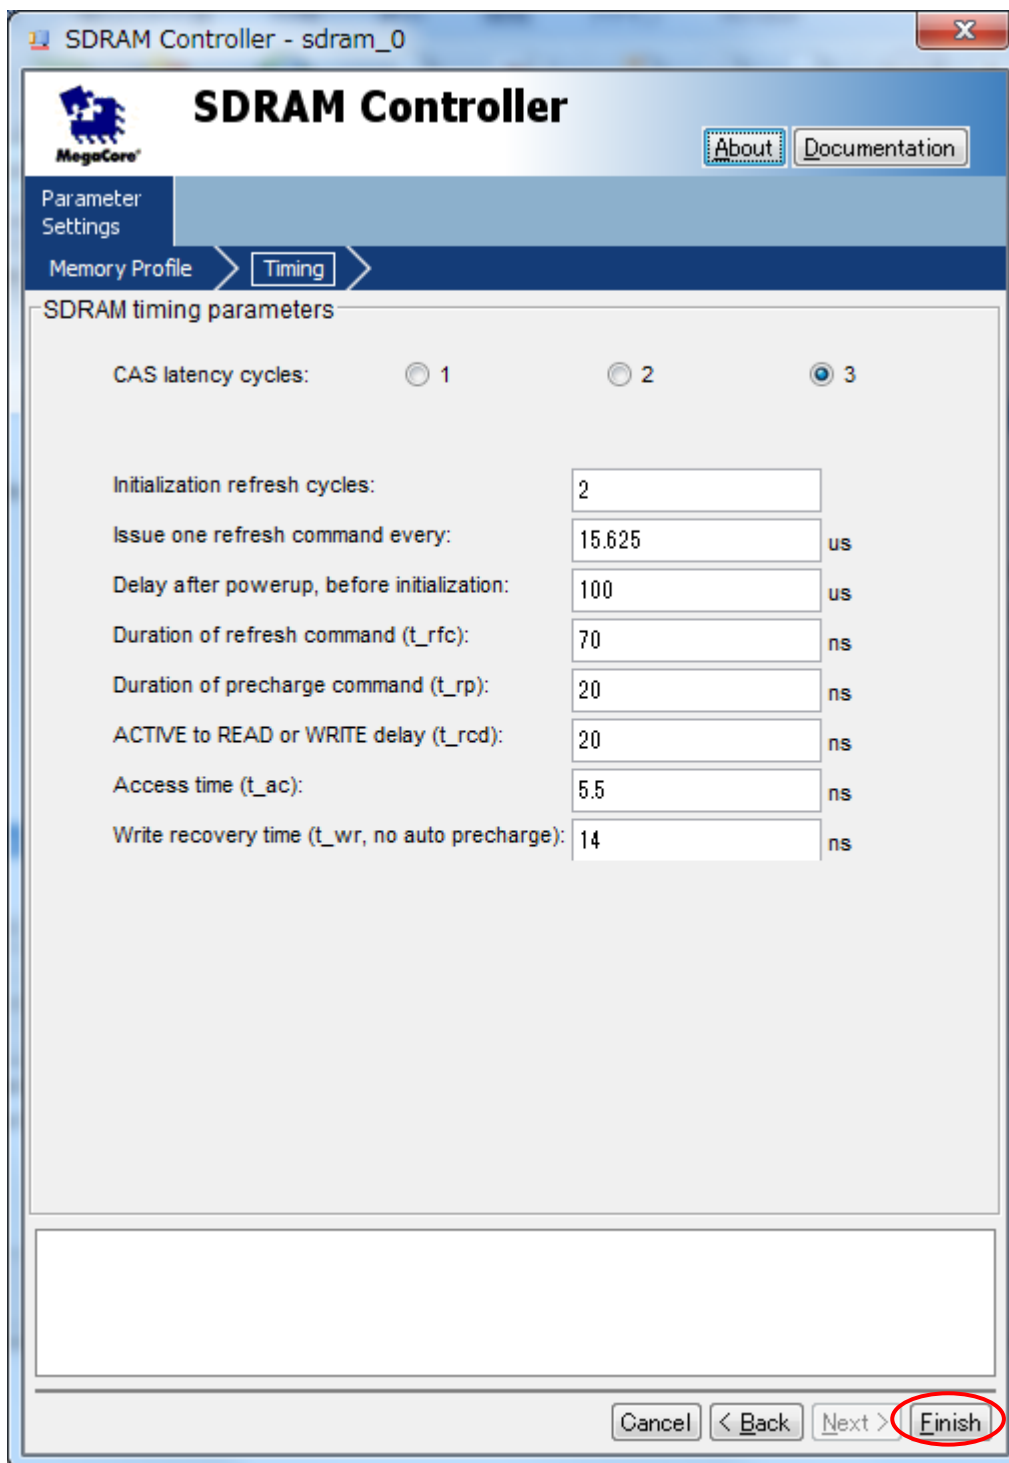 SDRAM Controller - sdram_0
x
SDRAM Controller
MegaCore®
About Documentation
Parameter
Settings
Memory Profile Timing
SDRAM timing parameters
CAS latency cycles: 1 2 3
Initialization refresh cycles: 2
Issue one refresh command every: 15.625 us
Delay after powerup, before initialization: 100 us
Duration of refresh command (t_rfc): 70 ns
Duration of precharge command (t_rp): 20 ns
ACTIVE to READ or WRITE delay (t_rcd): 20 ns
Access time (t_ac): 5.5 ns
Write recovery time (t_wr, no auto precharge): 14 ns
Cancel < Back Next > Finish